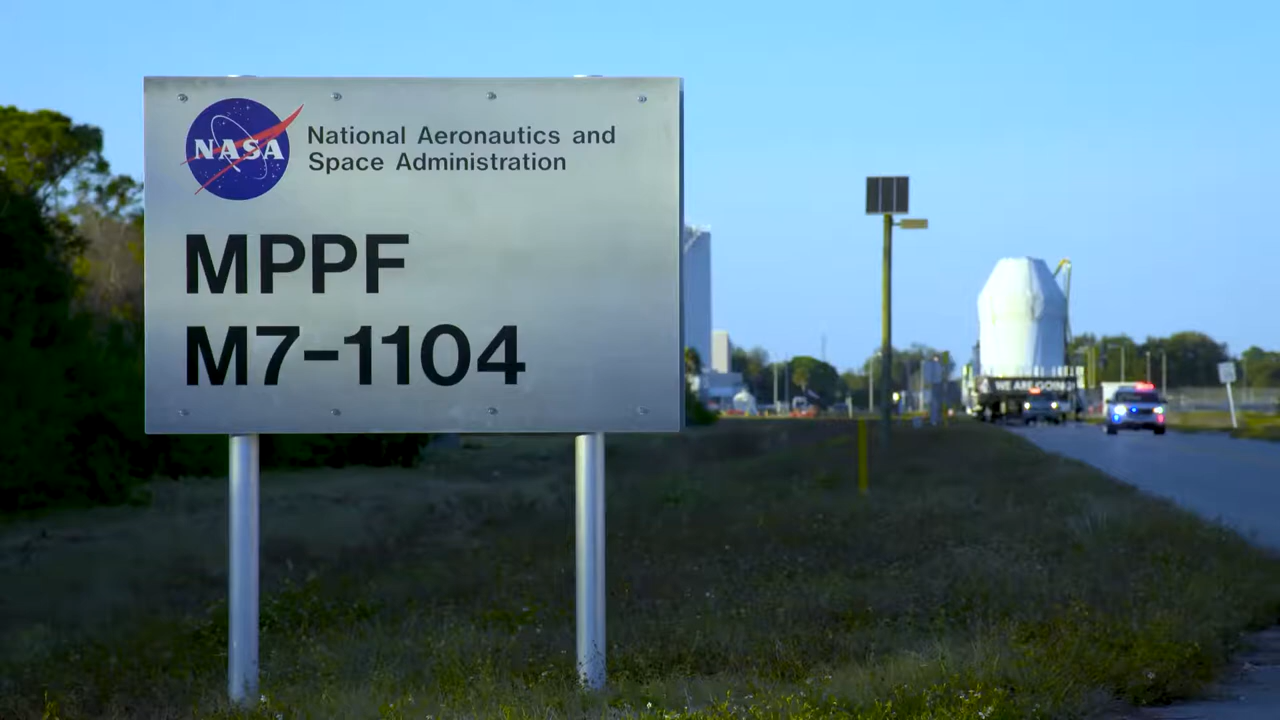 NASA
National Aeronautics and
Space Administration
MPPF
M7-1104
WE ARE GOING